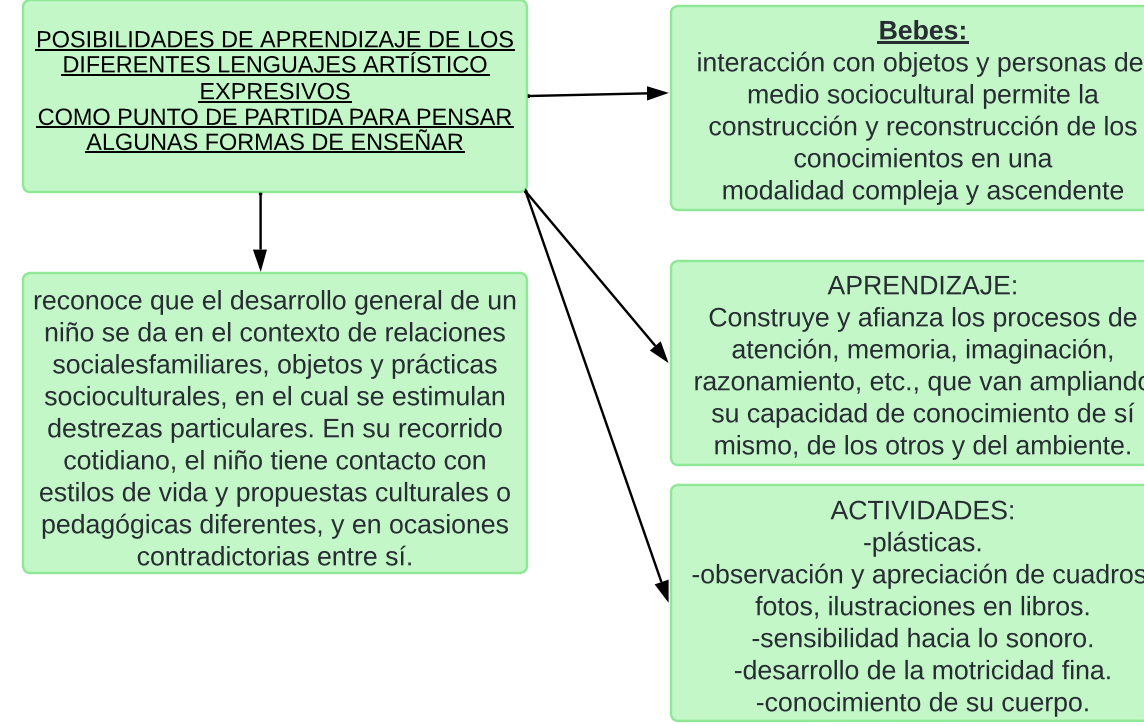 POSIBILIDADES DE APRENDIZAJE DE LOS
DIFERENTES LENGUAJES ARTÍSTICO
EXPRESIVOS
COMO PUNTO DE PARTIDA PARA PENSAR
ALGUNAS FORMAS DE ENSEÑAR
reconoce que el desarrollo general de un
niño se da en el contexto de relaciones
socialesfamiliares, objetos y prácticas
socioculturales, en el cual se estimulan
destrezas particulares. En su recorrido
cotidiano, el niño tiene contacto con
estilos de vida y propuestas culturales o
pedagógicas diferentes, y en ocasiones
contradictorias entre sí.
Bebes:
interacción con objetos y personas de
medio sociocultural permite la
construcción y reconstrucción de los
conocimientos en una
modalidad compleja y ascendente
APRENDIZAJE:
Construye y afianza los procesos de
atención, memoria, imaginación,
razonamiento, etc., que van ampliando
su capacidad de conocimiento de sí
mismo, de los otros y del ambiente.
ACTIVIDADES:
-plásticas.
-observación y apreciación de cuadros
fotos, ilustraciones en libros.
-sensibilidad hacia lo sonoro.
-desarrollo de la motricidad fina.
-conocimiento de su cuerpo.